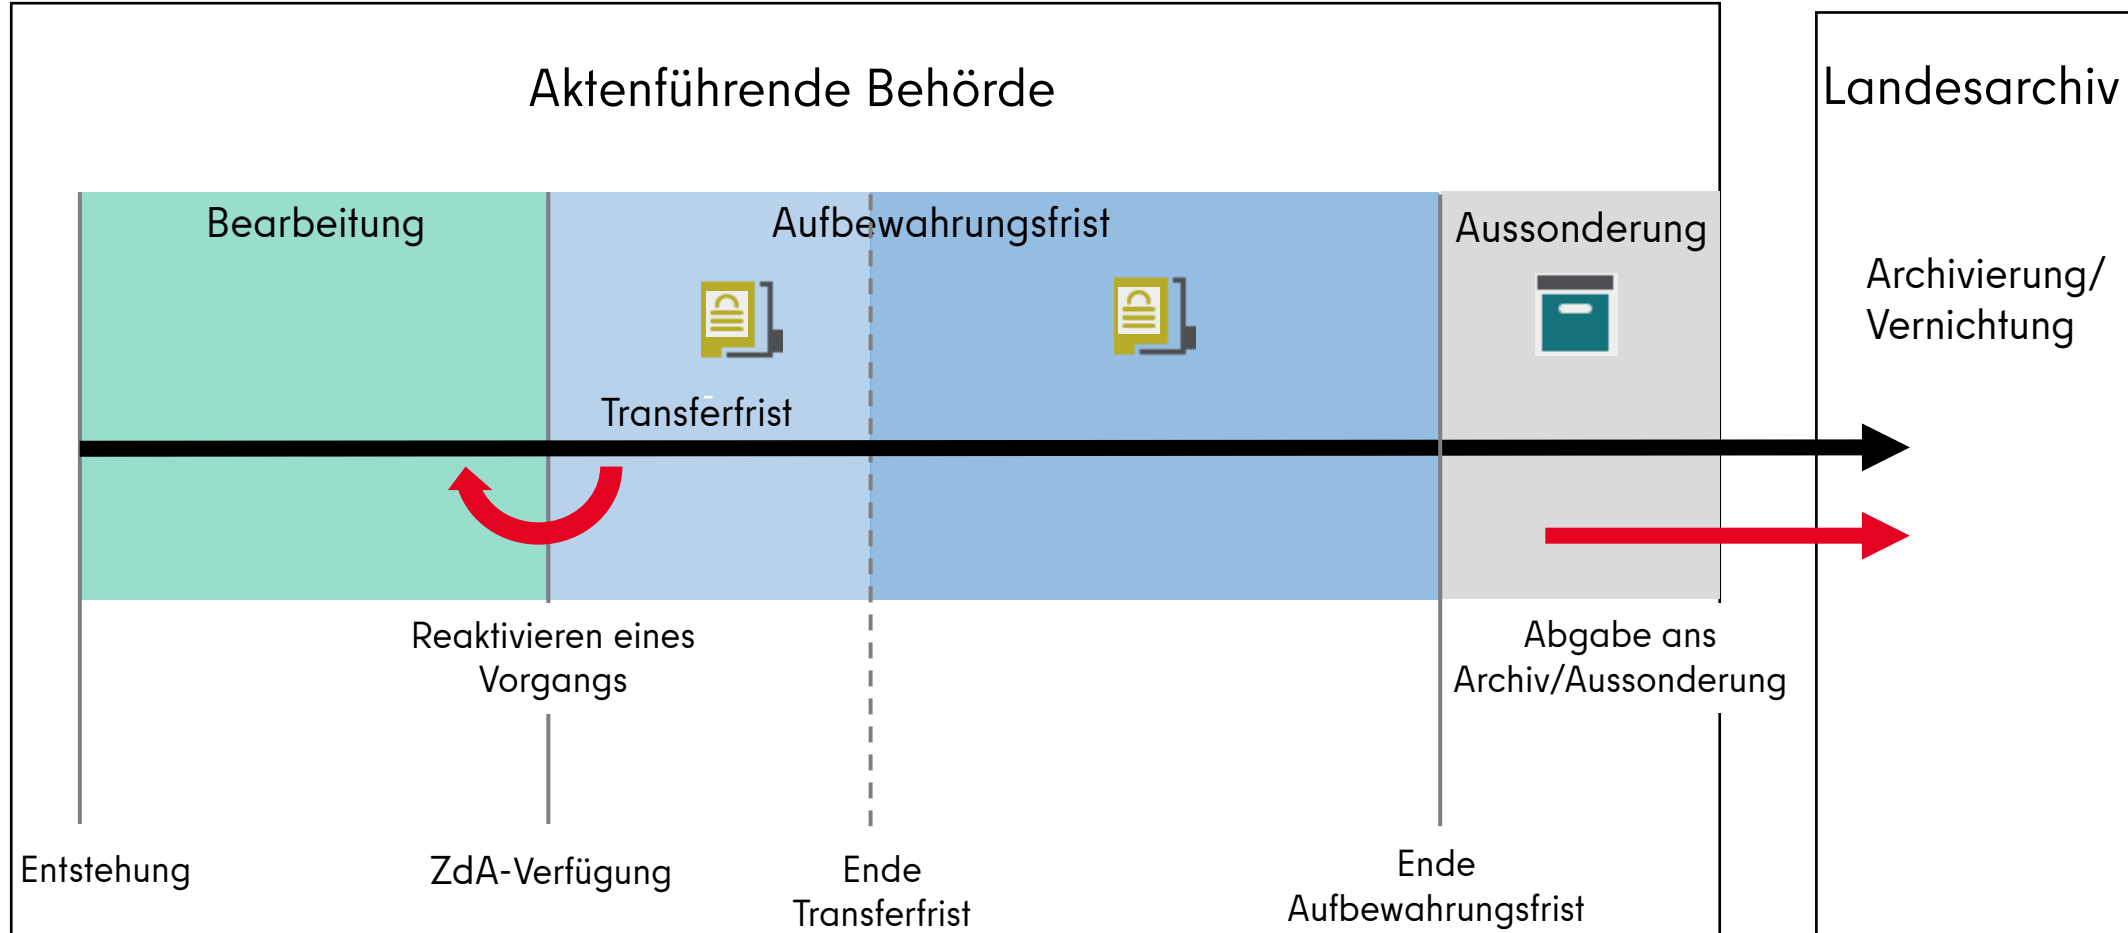 Aktenführende Behörde
Landesarchiv
Bearbeitung
Aufbewahrungsfrist
Aussonderung
Archivierung/
Vernichtung
Transferfrist
Reaktivieren eines
Vorgangs
Abgabe ans
Archiv/Aussonderung
Entstehung
ZdA-Verfügung
Ende
Transferfrist
Ende
Aufbewahrungsfrist